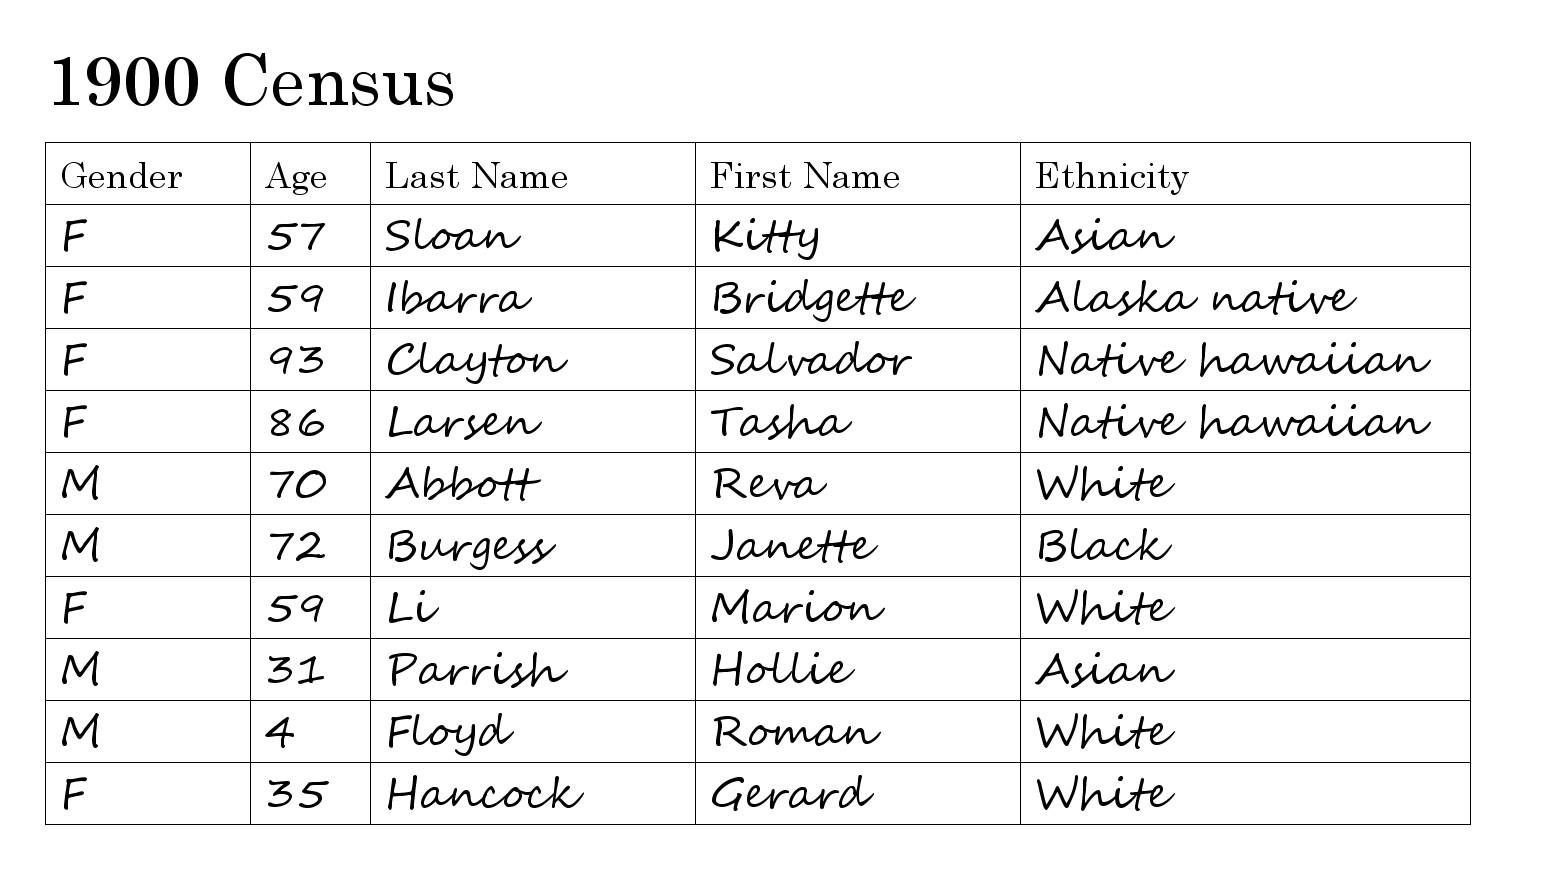 1900 Census
Gender Age Last Name First Name Ethnicity
F 57 Sloan Kitty Asian
F 59 Ibarra Bridgette Alaska native
F 93 Clayton Salvador Native hawaiian
F 86 Larsen Tasha Native hawaiian
M 70 Abbott Reva White
M 72 Burgess Janette Black
F 59 Li Marion White
M 31 Parrish Hollie Asian
M 4 Floyd Roman White
F 35 Hancock Gerard White